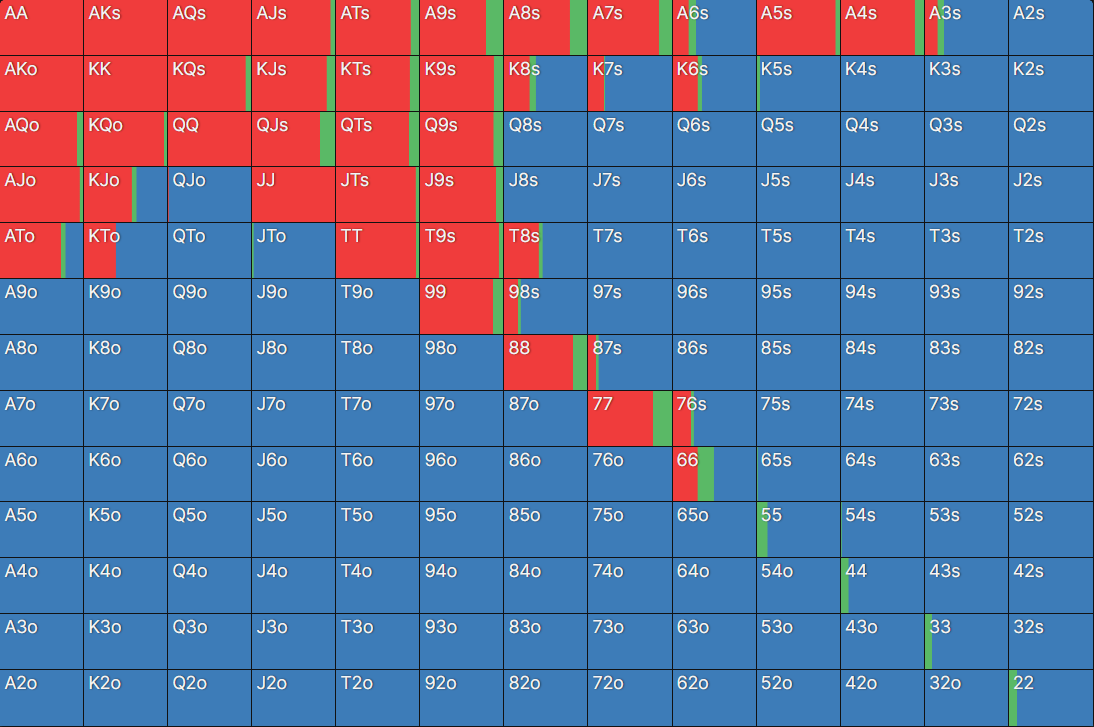 AA AKs AQs AJs ATs A9s A8s A7s A6s A5s A4s A3s A2s
AKo KK KQs KJs KTs K9s K8s K7s K6s K5s K4s K3s K2s
AQo KQo QQ QJs QTs Q9s Q8s Q7s Q6s Q5s Q4s Q3s Q2s
AJo KJo QJo JJ JTs J9s J8s J7s J6s J5s J4s J3s J2s
ATo KTo QTo JTo TT T9s T8s T7s T6s T5s T4s T3s T2s
A9o K9o Q9o J9o T9o 99 98s 97s 96s 95s 94s 93s 92s
A8o K8o Q8o J8o T8o 98o 88 87s 86s 85s 84s 83s 82s
A7o K7o Q7o J7o T7o 97o 87o 77 76s 75s 74s 73s 72s
A6o K6o Q6o J6o T6o 96o 86o 76o 66 65s 64s 63s 62s
A5o K5o Q5o J5o T5o 95o 85o 75o 65o 55 54s 53s 52s
A4o K4o Q4o J4o T4o 94o 84o 74o 64o 54o 44 43s 42s
A3o K3o Q3o J3o T3o 93o 83o 73o 63o 53o 43o 33 32s
A2o K2o Q2o J2o T2o 92o 82o 72o 62o 52o 42o 32o 22